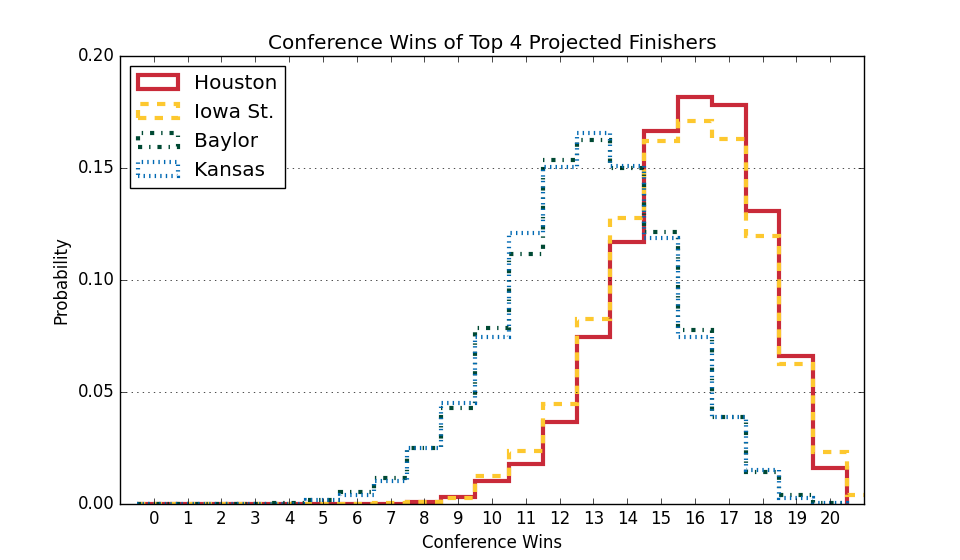 Conference Wins of Top 4 Projected Finishers
0.20
0.15
0.10
0.05
0.00
Probability
Houston
Iowa St.
Baylor
Kansas
0 1 2 3 4 5 6 7 8 9 10 11 12 13 14 15 16 17 18 19 20
Conference Wins